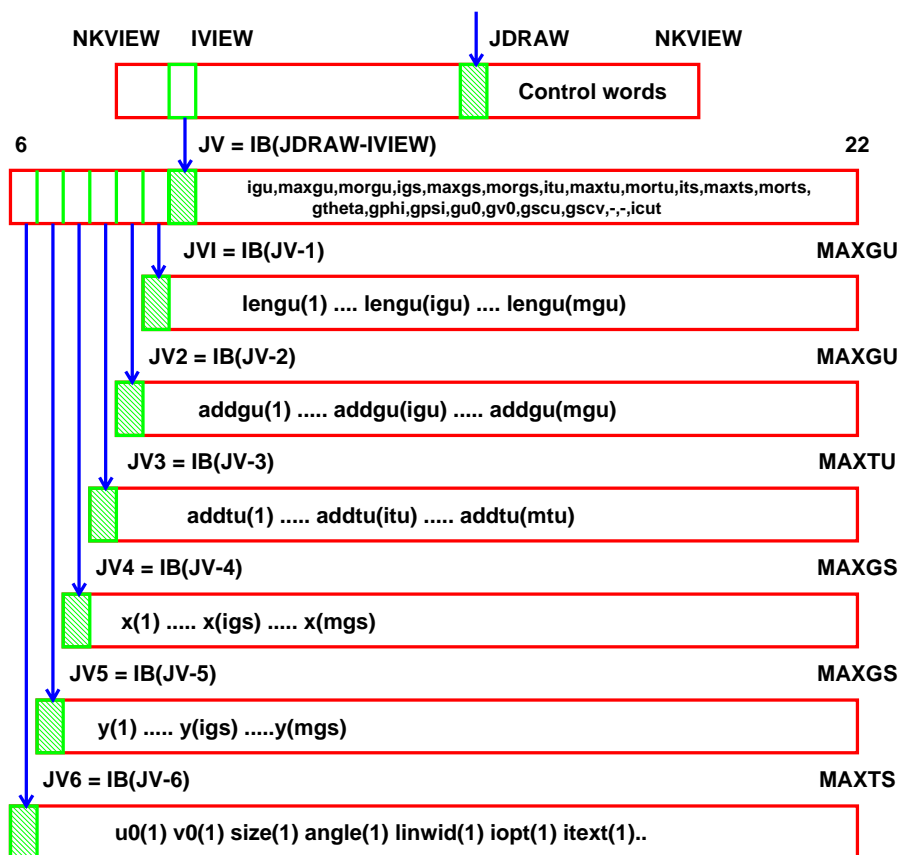 NKVIEW IVIEW JDRAW NKVIEW
Control words
6 JV = IB(JDRAW-IVIEW) 22
igu,maxgu,morgu,igs,maxgs,morgs,itu,maxtu,mortu,its,maxts,morts,
gtheta,gphi,gpsi,gu0,gv0,gscu,gscv,-,-,icut
JVI = IB(JV-1) MAXGU
lengu(1) .... lengu(igu) .... lengu(mgu)
JV2 = IB(JV-2) MAXGU
addgu(1) ..... addgu(igu) ..... addgu(mgu)
JV3 = IB(JV-3) MAXTU
addtu(1) ..... addtu(itu) ..... addtu(mtu)
JV4 = IB(JV-4) MAXGS
x(1) ..... x(igs) ..... x(mgs)
JV5 = IB(JV-5) MAXGS
y(1) ..... y(igs) .....y(mgs)
JV6 = IB(JV-6) MAXTS
u0(1) v0(1) size(1) angle(1) linwid(1) iopt(1) itext(1)..